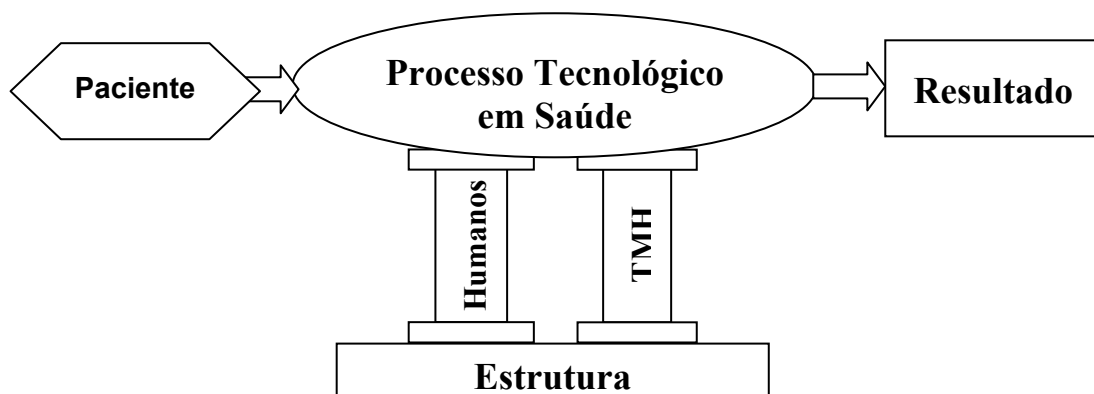 Paciente
Processo Tecnológico
em Saúde
Resultado
Humanos
TMH
Estrutura